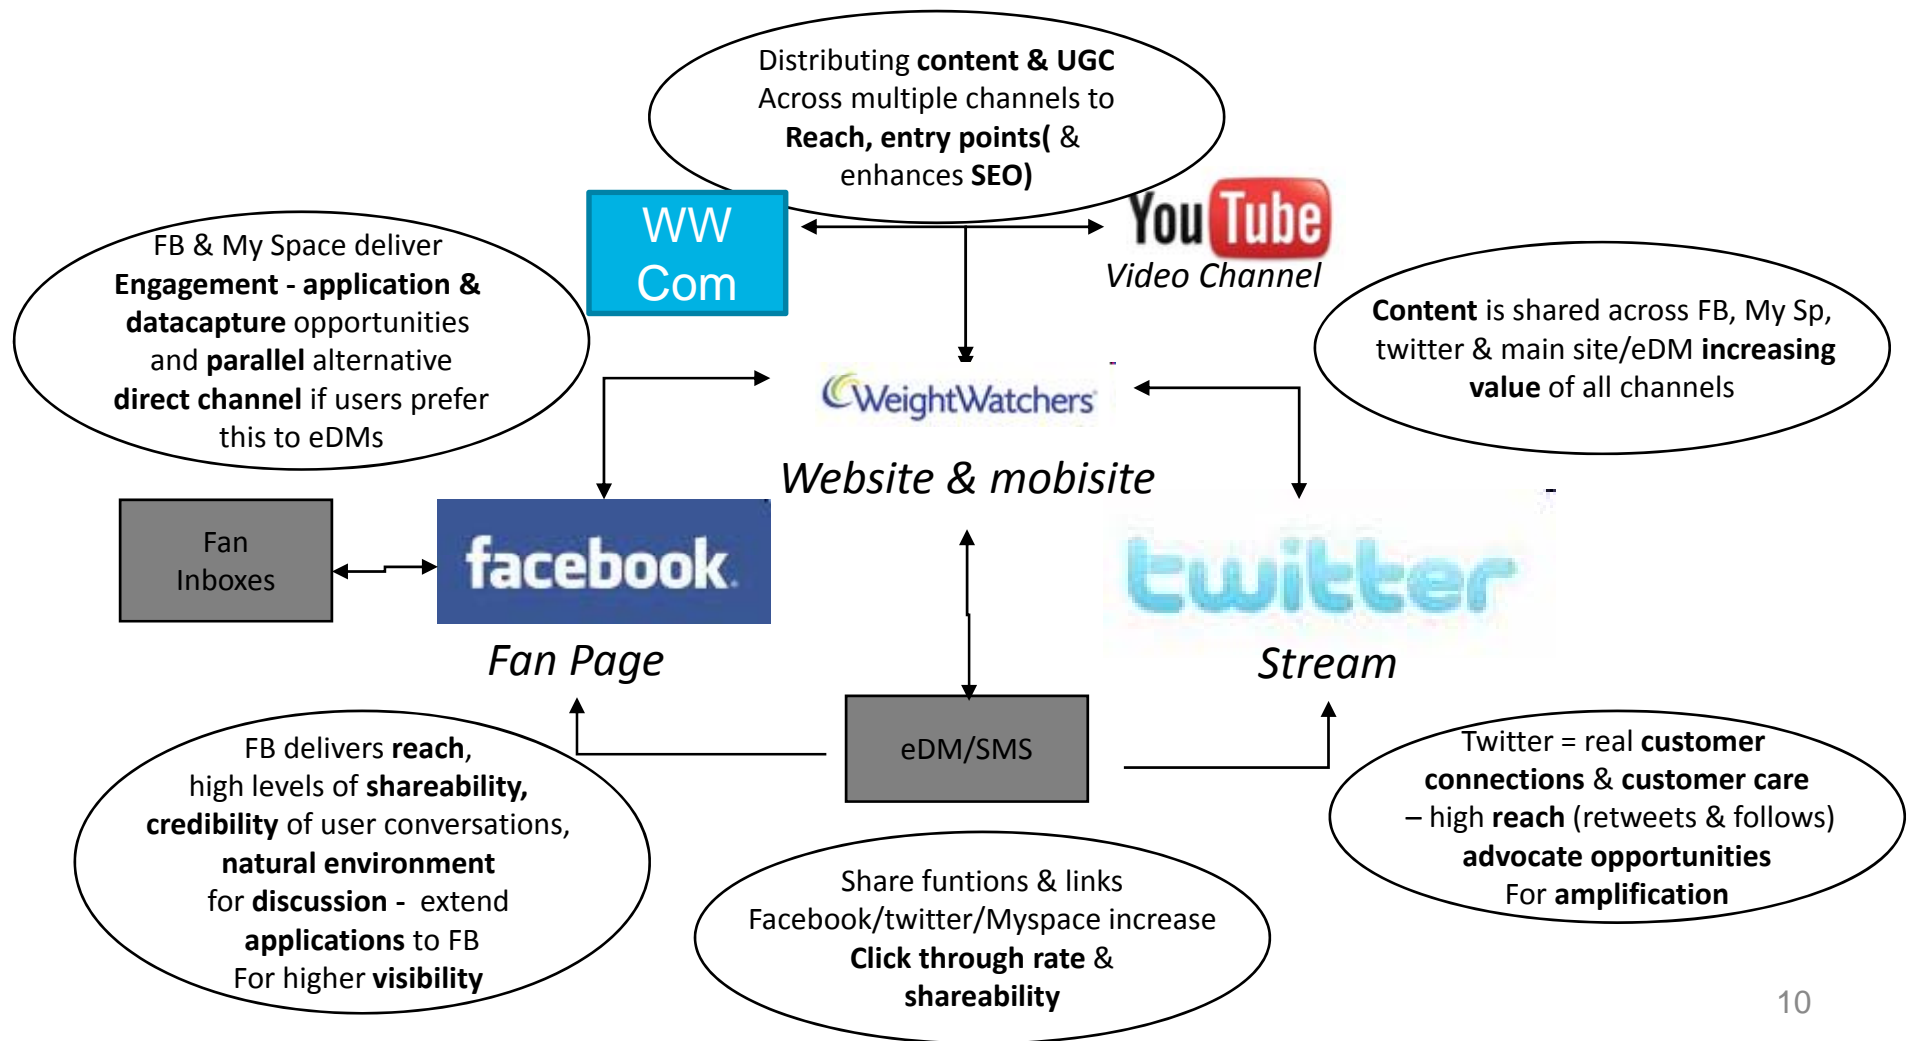 Distributing content & UGC
Across multiple channels to
Reach, entry points( &
enhances SEO)
WW
Com
You Tube
Video Channel
FB & My Space deliver
Engagement - application &
datacapture opportunities
and parallel alternative
direct channel if users prefer
this to eDMs
Content is shared across FB, My Sp,
twitter & main site/eDM increasing
value of all channels
WeightWatchers
Website & mobisite
Fan
Inboxes
facebook.
Fan Page
twitter
Stream
eDM/SMS
FB delivers reach,
high levels of shareability,
credibility of user conversations,
natural environment
for discussion - extend
applications to FB
For higher visibility
Share funtions & links
Facebook/twitter/Myspace increase
Click through rate &
shareability
Twitter = real customer
connections & customer care
– high reach (retweets & follows)
advocate opportunities
For amplification
10